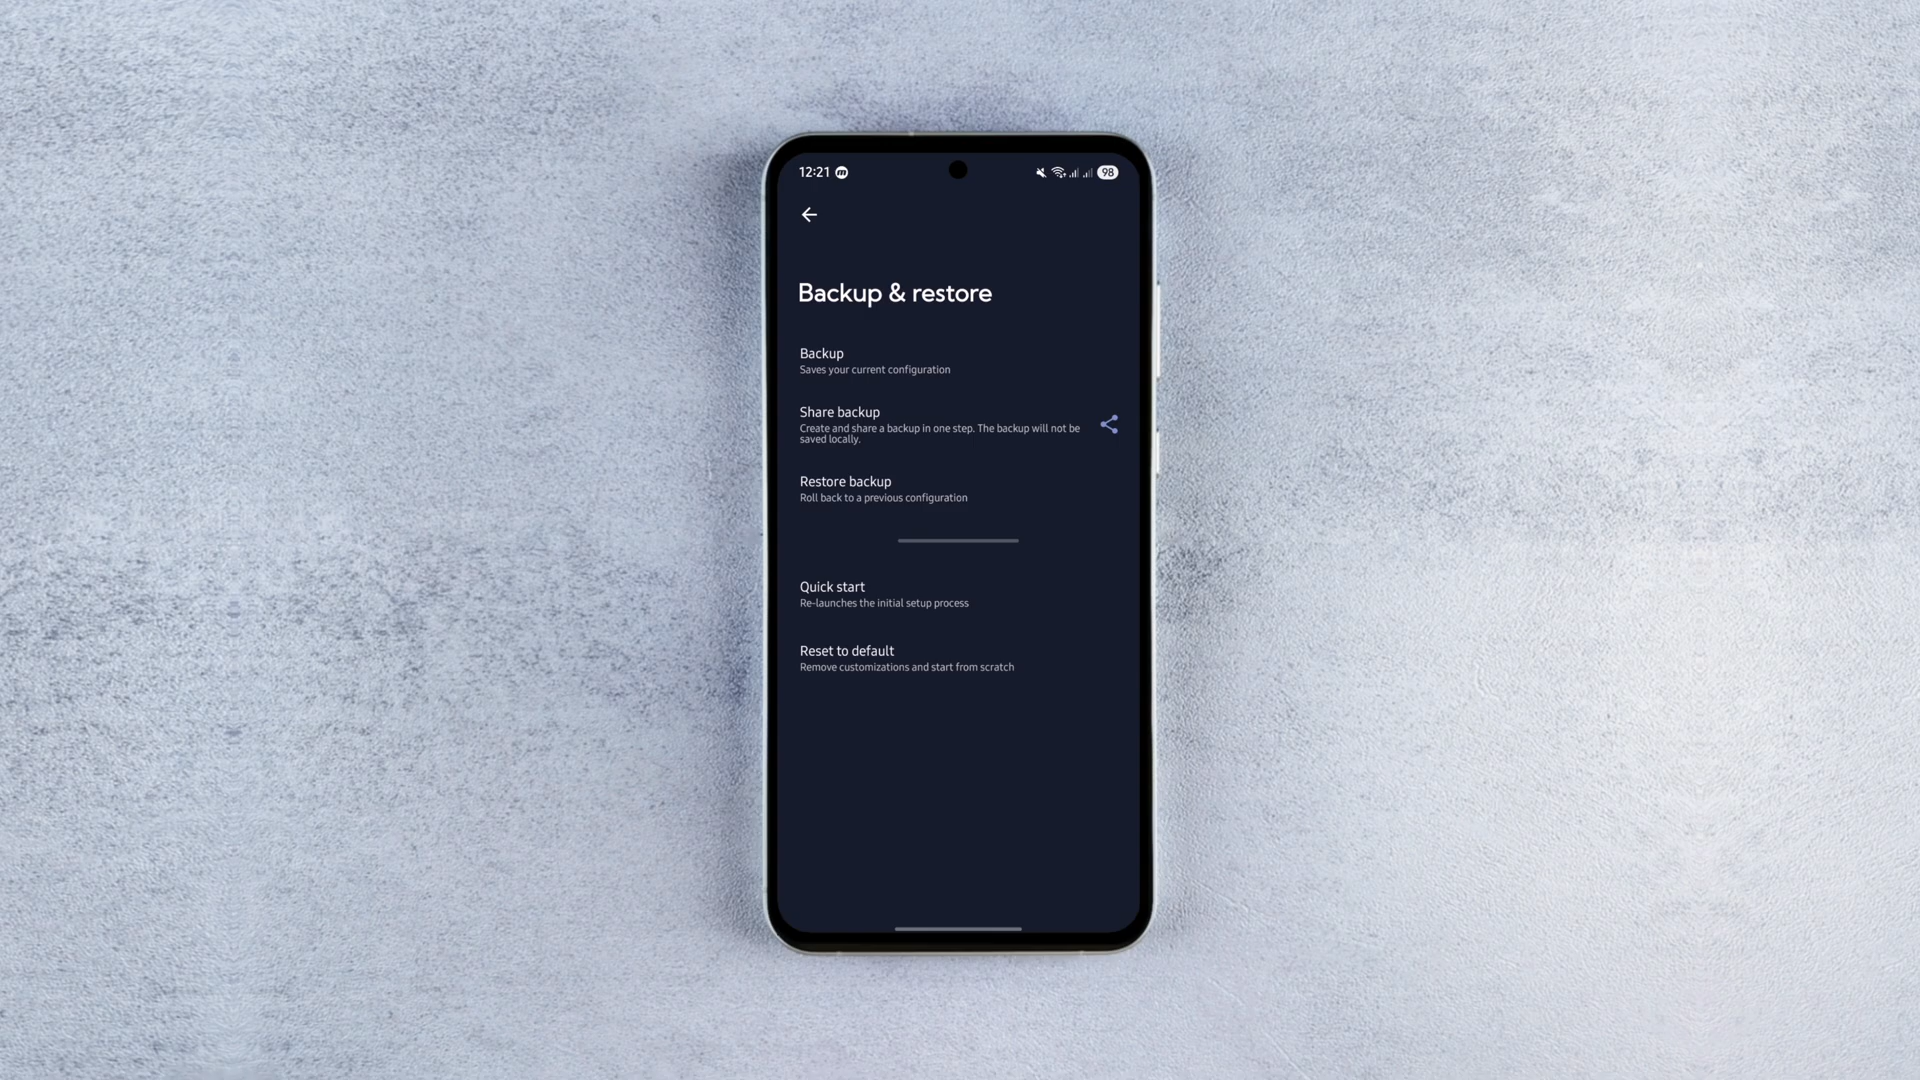 12:21 m 98
Backup & restore
Backup
Saves your current configuration
Share backup
Create and share a backup in one step. The backup will not be
saved locally.
Restore backup
Roll back to a previous configuration
Quick start
Re-launches the initial setup process
Reset to default
Remove customizations and start from scratch